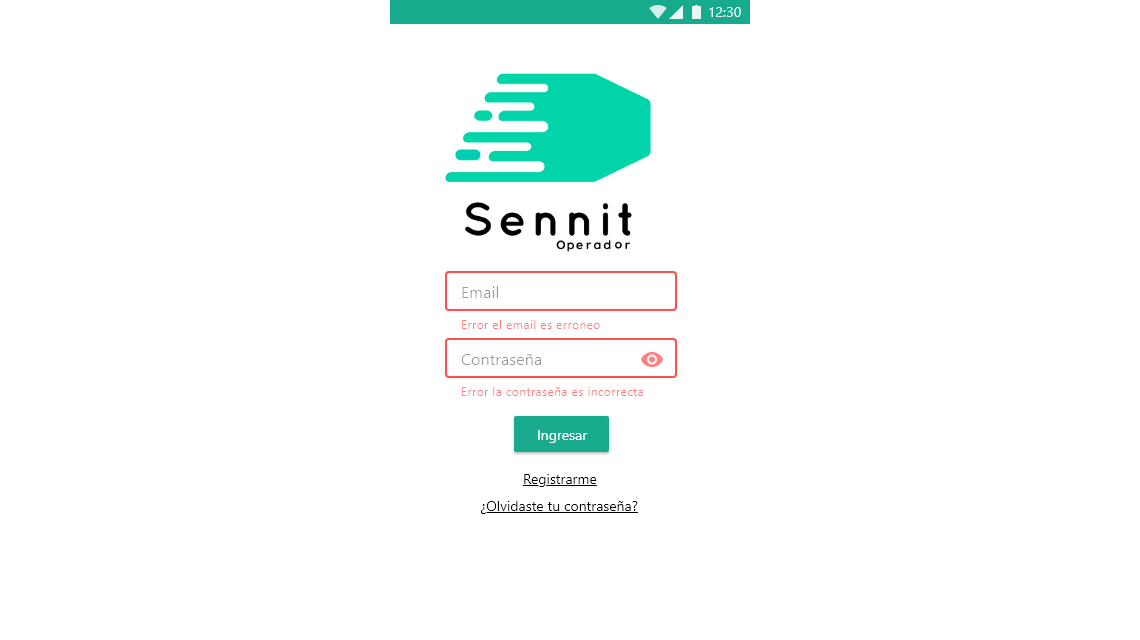 12:30
Sennit
Operador
Email
Error el email es erroneo
Contraseña
Error la contraseña es incorrecta
Ingresar
Registrarme
¿Olvidaste tu contraseña?